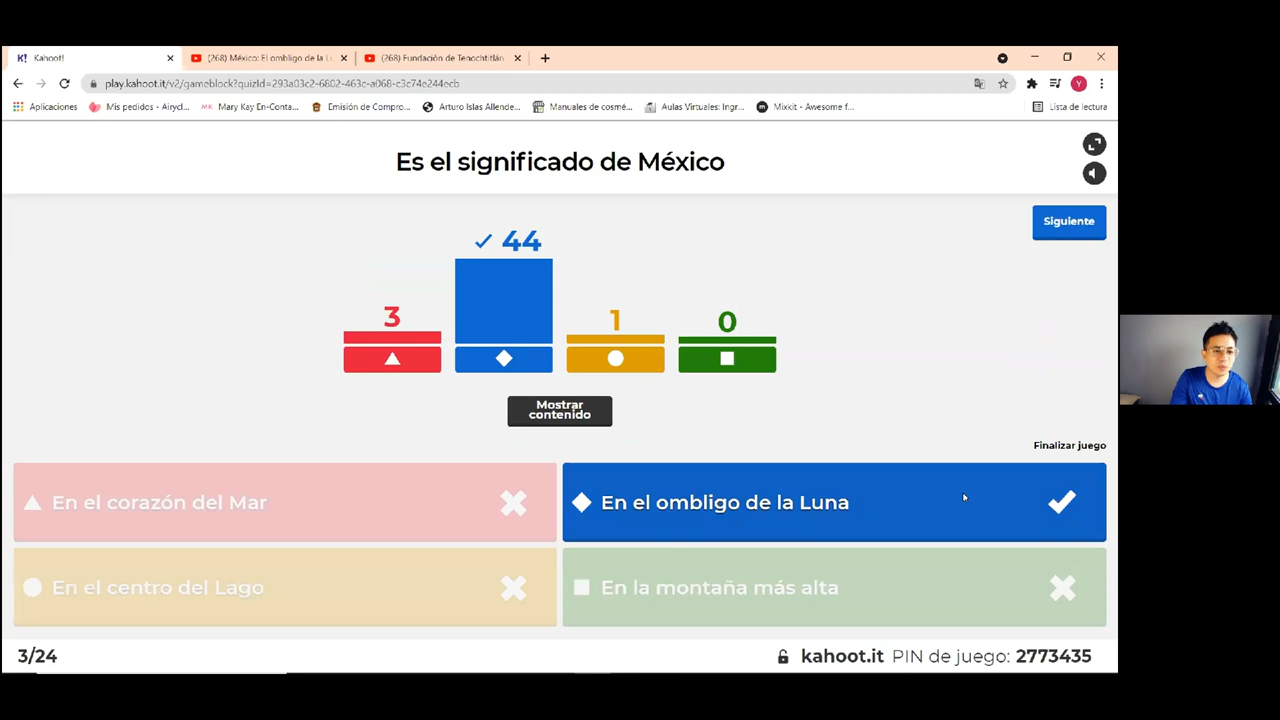 K! Kahoot!
(268) México: El ombligo de la Lu
(268) Fundación de Tenochtitlán
play.kahoot.it/v2/gameblock?quizId=293a03c2-6802-463c-a068-c3c74e244ecb
Aplicaciones
Mis pedidos - Airycl...
MK Mary Kay En-Conta...
Emisión de Compro...
Arturo Islas Allende...
Manuales de cosmé...
Aulas Virtuales: Ingr...
Mixkit - Awesome f...
Lista de lectura
Y
Es el significado de México
Siguiente
3
44
1
0
Mostrar
contenido
Finalizar juego
En el corazón del Mar
En el ombligo de la Luna
En el centro del Lago
En la montaña más alta
3/24
kahoot.it PIN de juego: 2773435